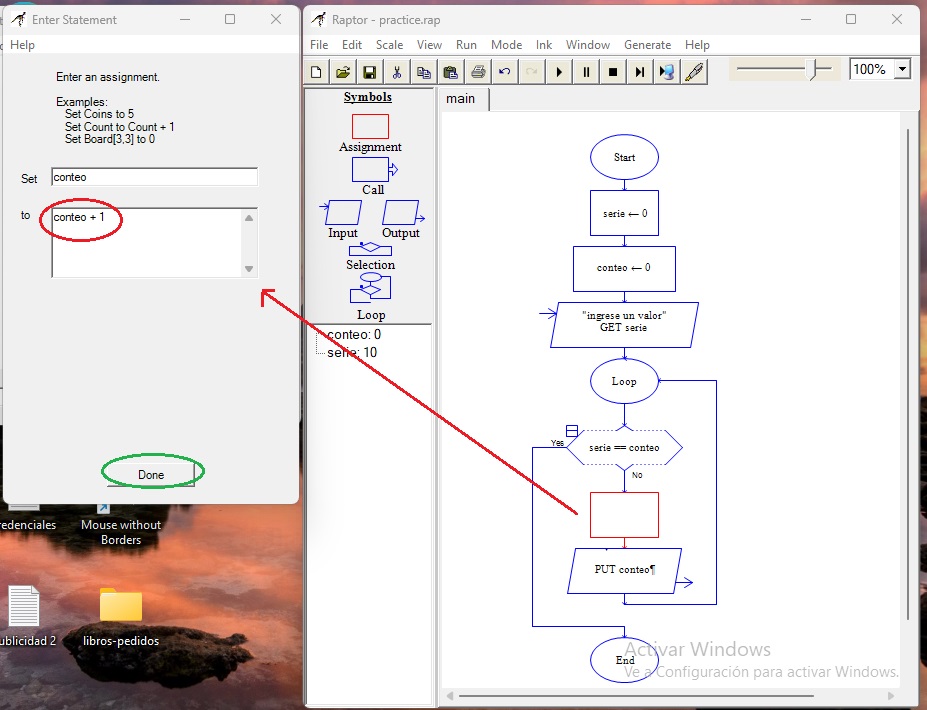 Enter Statement
Help
Enter an assignment.
Examples:
Set Coins to 5
Set Count to Count + 1
Set Board[3,3] to 0
Set
conteo
to
conteo + 1
Done
redenciales
Mouse without
Borders
ublicidad 2
libros-pedidos
Raptor - practice.rap
File Edit Scale View Run Mode Ink Window Generate Help
100%
Symbols
Assignment
Call
Input Output
Selection
Loop
conteo: 0
serie: 10
main
Start
serie ← 0
conteo ← 0
"ingrese un valor"
GET serie
Loop
Yes
serie == conteo
No
PUT conteo¶
End
Activar Windows
Ve a Configuración para activar Windows.